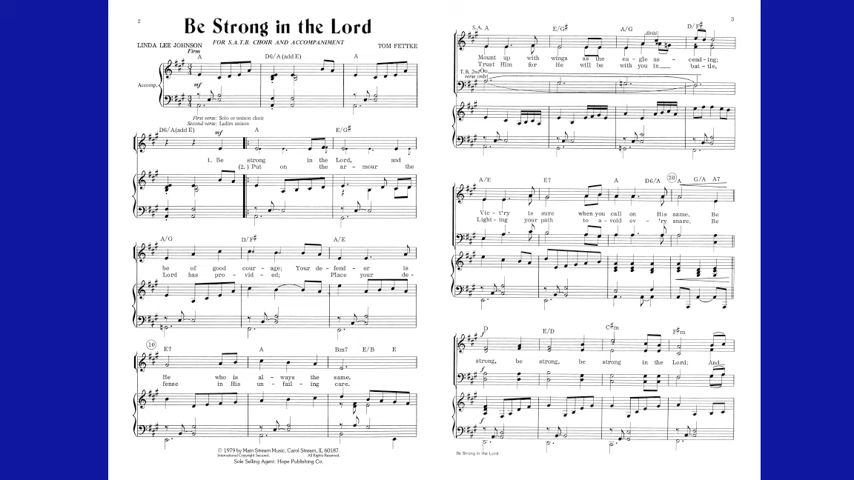 2
Be Strong in the Lord
FOR S.A.T.B. CHOIR AND ACCOMPANIMENT
LINDA LEE JOHNSON
TOM FETTKE
Firm
A D6/A (add E) A
Accomp.
mf
First verse: Solo or unison choir
Second verse: Ladies unison
D6/A(add E) mf A E/G♯
1. Be strong in the Lord, and
(2.) Put on the ar - mour the
A/G D/F♯ A/E
be of good cour - age; Your de - fend - er is
Lord has pro - vid - ed; Place your de -
10
E7 A Bm7 E/B E
He who is al - ways the same.
fense in His un - fail - ing care.
© 1979 by Main Stream Music, Carol Stream, IL 60187.
International Copyright Secured. All Rights Reserved.
Sole Selling Agent: Hope Publishing Co.
3
S.A. A E/G♯ A/G D/F♯
Mount up with wings as the ea - gle as - cend - ing;
Trust Him for He will be with you in bat - tle,
A/E E7 A D6/A 20 A G/A A7
Vic - t'ry is sure when you call on His name. Be
Light - ing your path to a - void ev - 'ry snare. Be
f
D E/D C♯m F♯m
strong, be strong, be strong in the Lord; And
f
f
Be Strong in the Lord